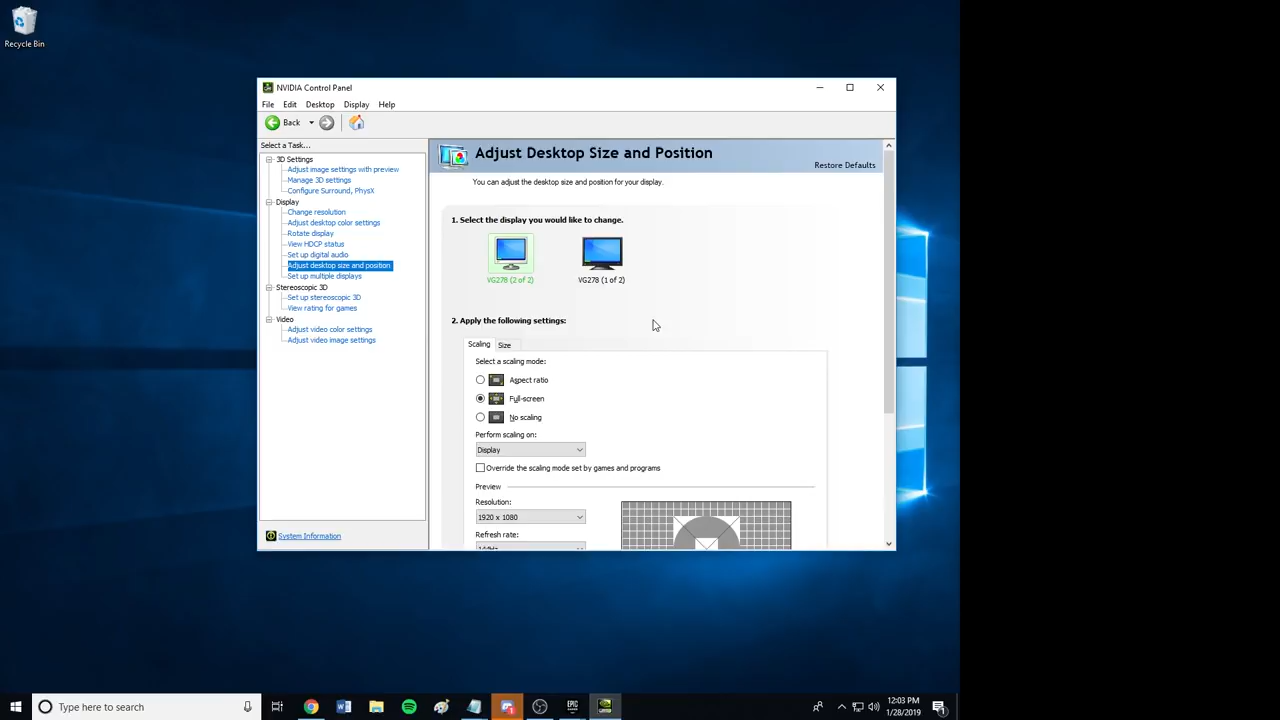 Recycle Bin
NVIDIA Control Panel
File Edit Desktop Display Help
Back
Select a Task...
3D Settings
Adjust image settings with preview
Manage 3D settings
Configure Surround, PhysX
Display
Change resolution
Adjust desktop color settings
Rotate display
View HDCP status
Set up digital audio
Adjust desktop size and position
Set up multiple displays
Stereoscopic 3D
Set up stereoscopic 3D
View rating for games
Video
Adjust video color settings
Adjust video image settings
System Information
Adjust Desktop Size and Position
Restore Defaults
You can adjust the desktop size and position for your display.
1. Select the display you would like to change.
VG278 (2 of 2) VG278 (1 of 2)
2. Apply the following settings:
Scaling Size
Select a scaling mode:
Aspect ratio
Full-screen
No scaling
Perform scaling on:
Display
Override the scaling mode set by games and programs
Preview
Resolution:
1920 x 1080
Refresh rate:
Type here to search
EPIC
12:03 PM
1/28/2019